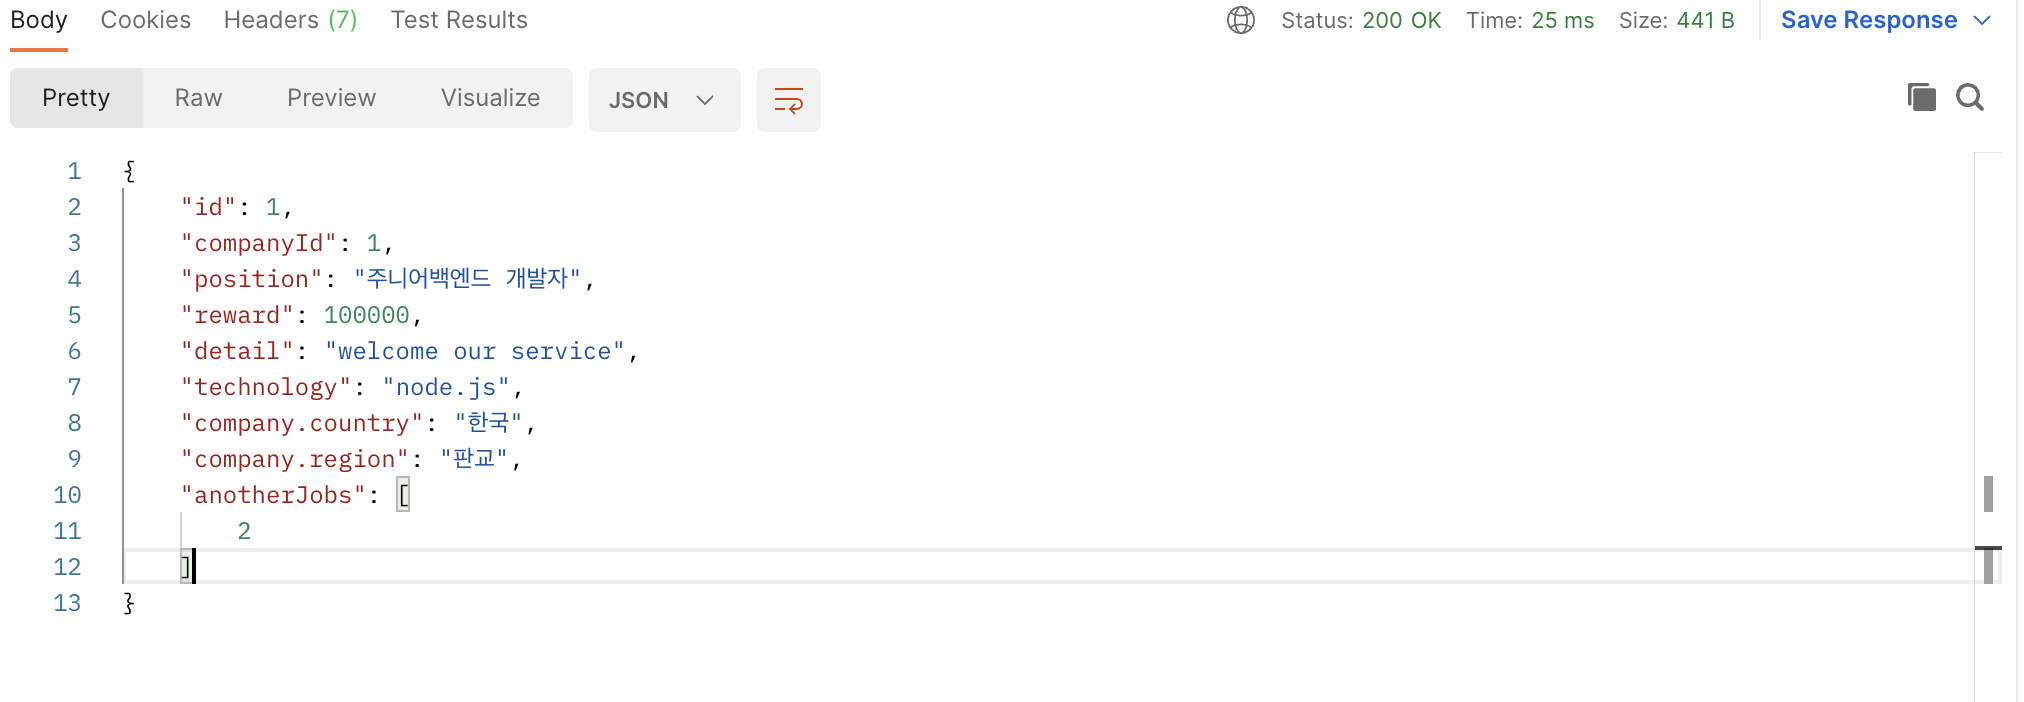 Body Cookies Headers (7) Test Results Status: 200 OK Time: 25 ms Size: 441 B Save Response
Pretty Raw Preview Visualize JSON
1 {
2 "id": 1,
3 "companyId": 1,
4 "position": "주니어백엔드 개발자",
5 "reward": 100000,
6 "detail": "welcome our service",
7 "technology": "node.js",
8 "company.country": "한국",
9 "company.region": "판교",
10 "anotherJobs": [
11 2
12 ]
13 }